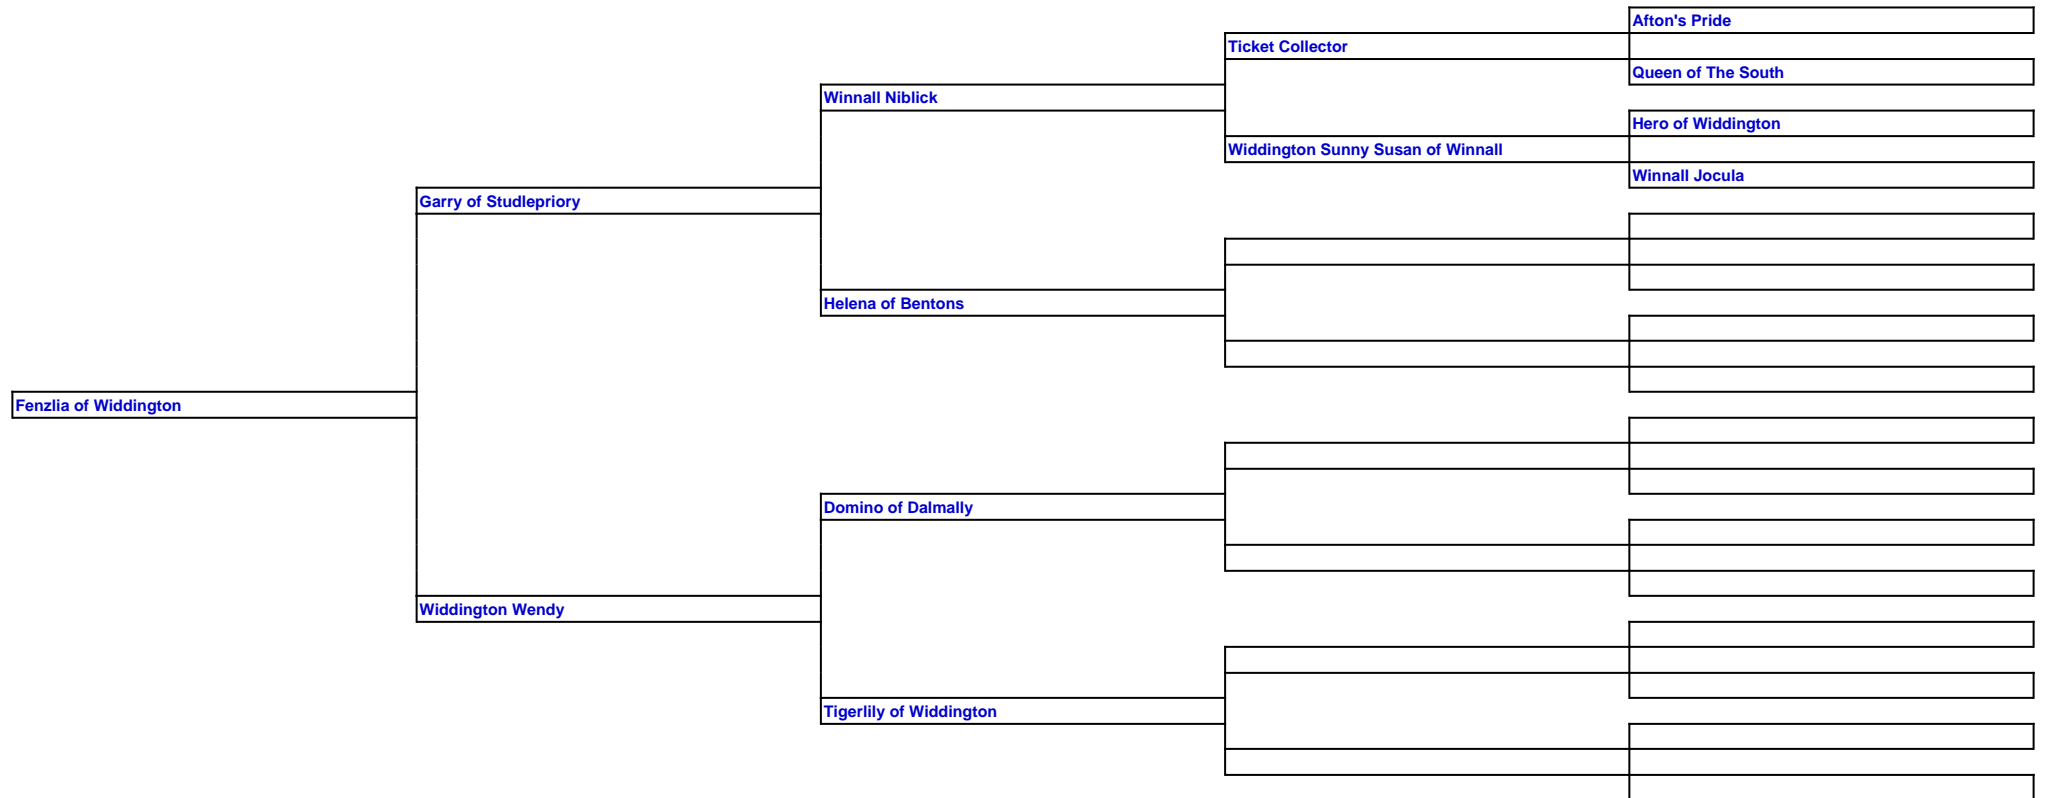 Afton's Pride
Ticket Collector
Queen of The South
Winnall Niblick
Hero of Widdington
Widdington Sunny Susan of Winnall
Winnall Jocula
Garry of Studlepriory
Helena of Bentons
Fenzlia of Widdington
Domino of Dalmally
Widdington Wendy
Tigerlily of Widdington